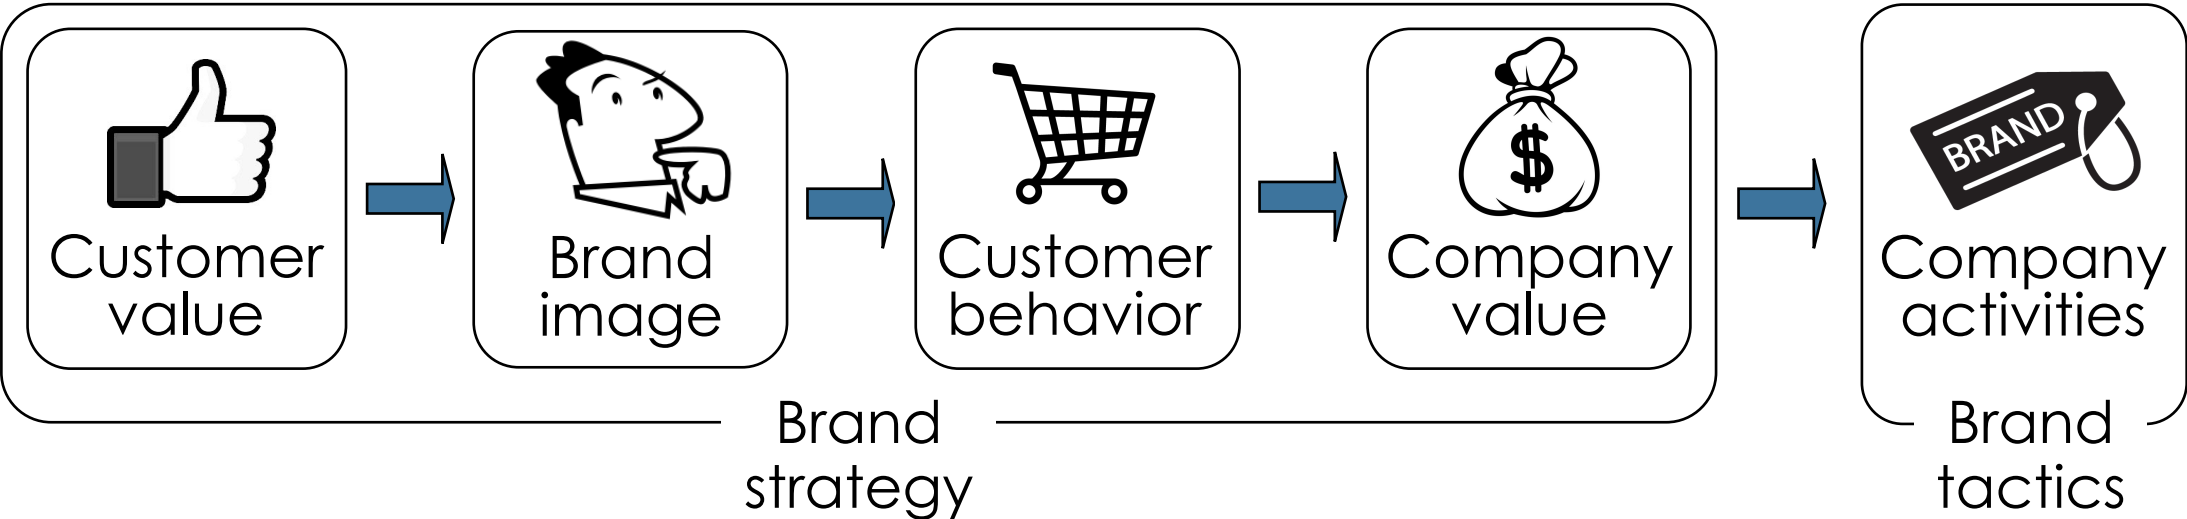 BRAND
Customer
value
Brand
image
Customer
behavior
$
Company
value
Company
activities
Brand
strategy
Brand
tactics